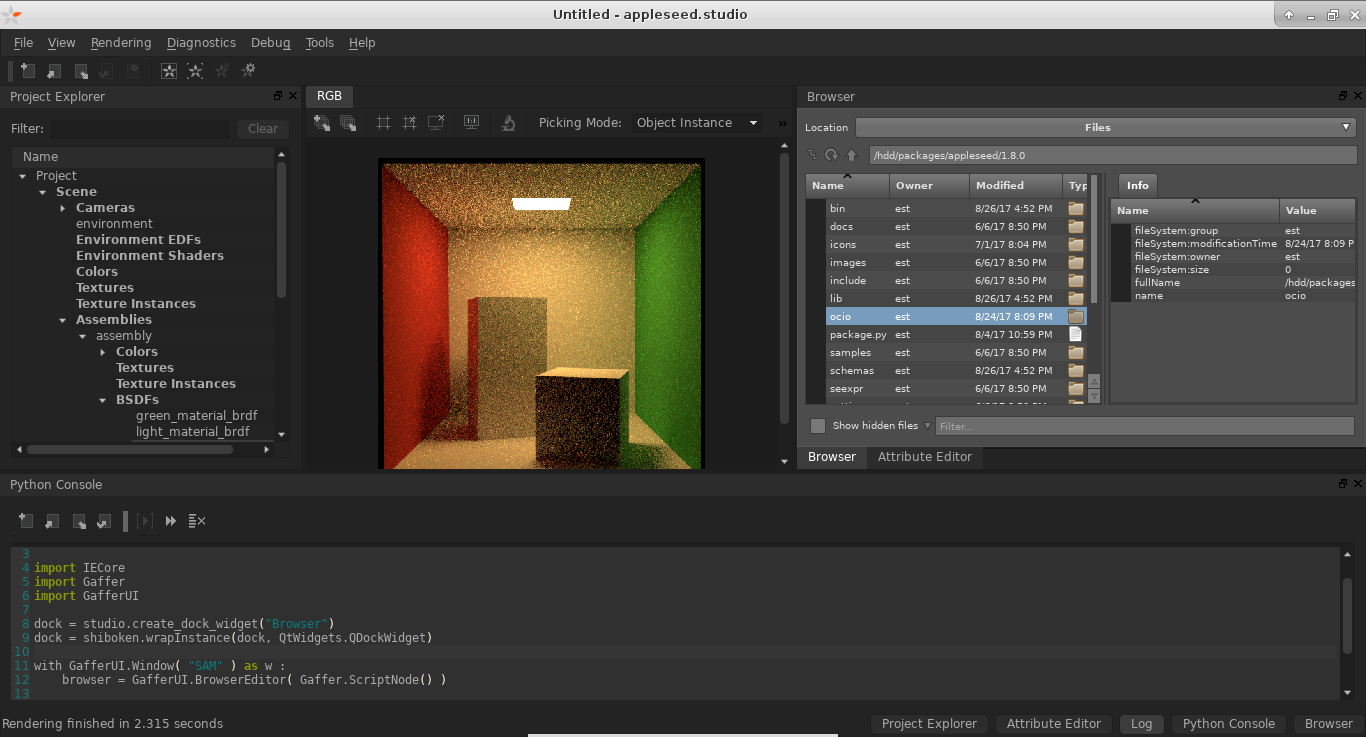 Untitled - appleseed.studio
File View Rendering Diagnostics Debug Tools Help
Project Explorer
Filter: Clear
Name
Project
Scene
Cameras
environment
Environment EDFs
Environment Shaders
Colors
Textures
Texture Instances
Assemblies
assembly
Colors
Textures
Texture Instances
BSDFs
green_material_brdf
light_material_brdf
RGB
Picking Mode: Object Instance »
Browser
Location Files
/hdd/packages/appleseed/1.8.0
Name Owner Modified Typ
bin est 8/26/17 4:52 PM
docs est 6/6/17 8:50 PM
icons est 7/1/17 8:04 PM
images est 6/6/17 8:50 PM
include est 6/6/17 8:50 PM
lib est 8/26/17 4:52 PM
ocio est 8/24/17 8:09 PM
package.py est 8/4/17 10:59 PM
samples est 6/6/17 8:50 PM
schemas est 8/26/17 4:52 PM
seexpr est 6/6/17 8:50 PM
Info
Name Value
fileSystem:group est
fileSystem:modificationTime 8/24/17 8:09 P
fileSystem:owner est
fileSystem:size 0
fullName /hdd/packages
name ocio
Show hidden files Filter...
Browser Attribute Editor
Python Console
3
4 import IECore
5 import Gaffer
6 import GafferUI
7
8 dock = studio.create_dock_widget("Browser")
9 dock = shiboken.wrapInstance(dock, QtWidgets.QDockWidget)
10
11 with GafferUI.Window( "SAM" ) as w :
12 browser = GafferUI.BrowserEditor( Gaffer.ScriptNode() )
13
Rendering finished in 2.315 seconds
Project Explorer Attribute Editor Log Python Console Browser